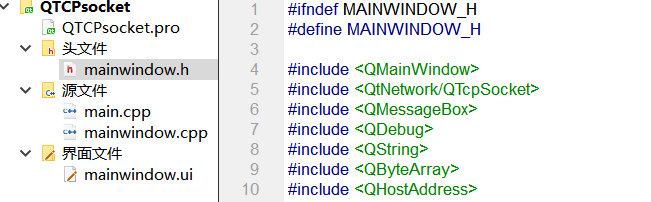 QTCPsocket
QTCPsocket.pro
头文件
mainwindow.h
源文件
main.cpp
mainwindow.cpp
界面文件
mainwindow.ui
1 #ifndef MAINWINDOW_H
2 #define MAINWINDOW_H
3
4 #include <QMainWindow>
5 #include <QtNetwork/QTcpSocket>
6 #include <QMessageBox>
7 #include <QDebug>
8 #include <QString>
9 #include <QByteArray>
10 #include <QHostAddress>